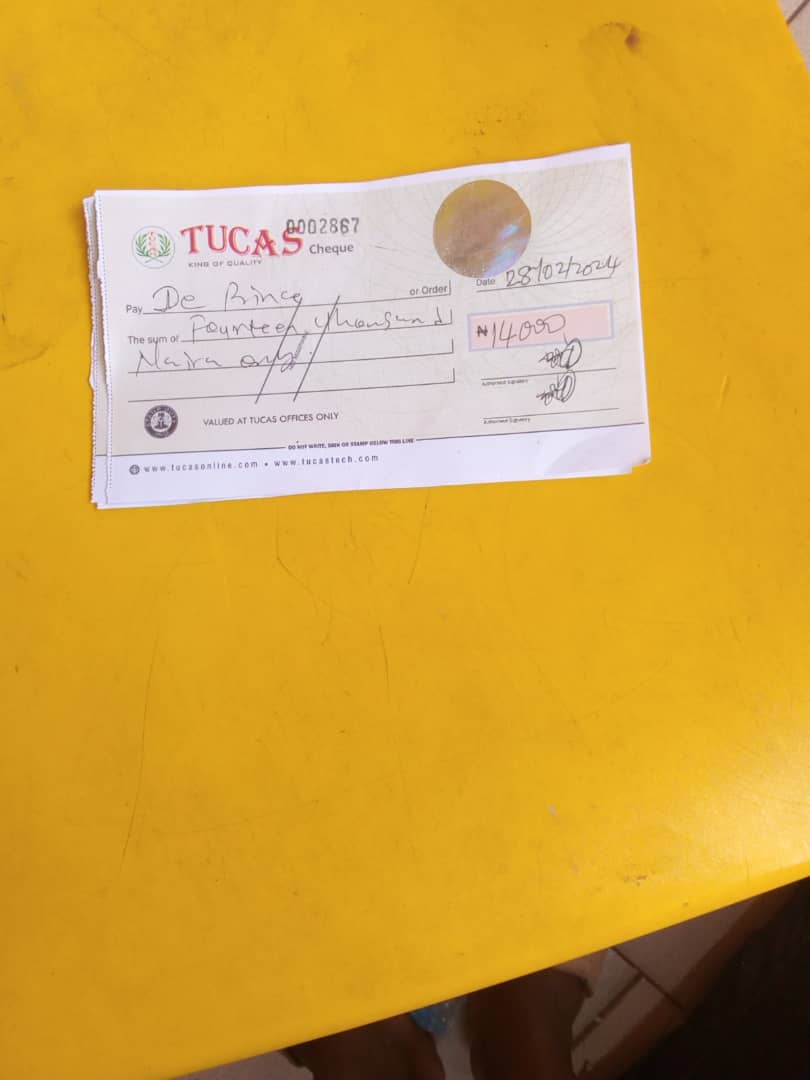 0002867
TUCAS
KING OF QUALITY
Cheque
Date 28/02/2024
Pay De Prince or Order
The sum of Fourteen thousand
₦14000
Naira only.
Authorised Signatory
VALUED AT TUCAS OFFICES ONLY
Authorised Signatory
DO NOT WRITE, SIGN OR STAMP BELOW THIS LINE
www.tucasonline.com • www.tucastech.com